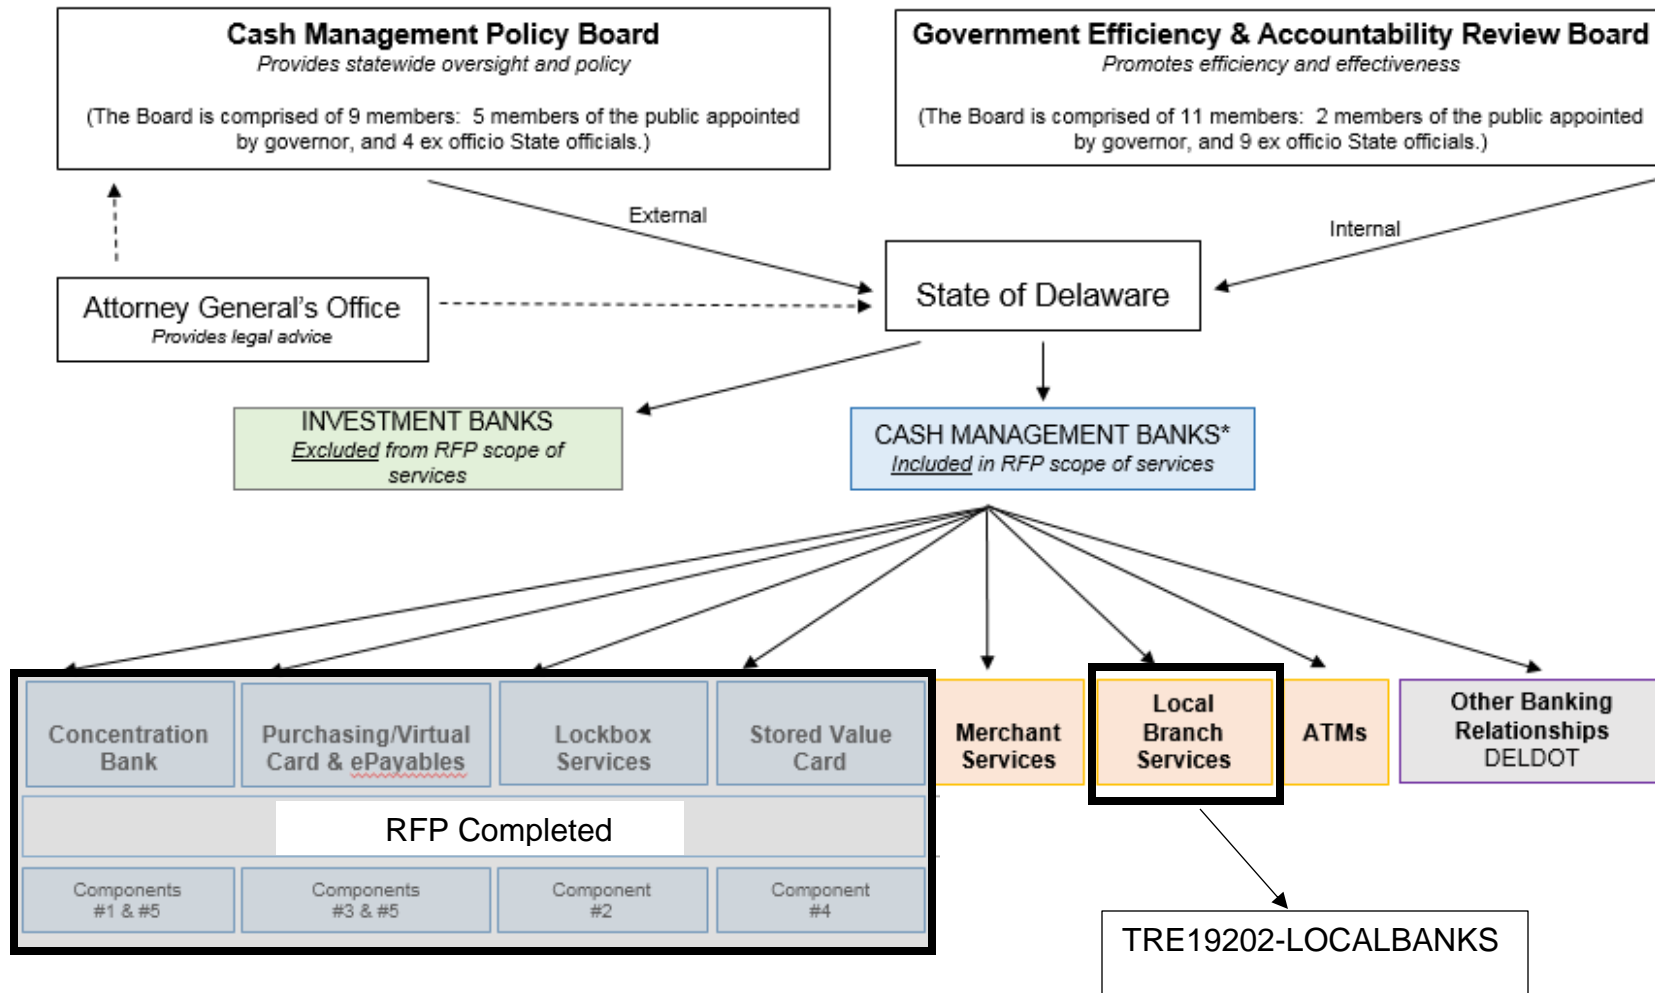 Cash Management Policy Board
Provides statewide oversight and policy
(The Board is comprised of 9 members: 5 members of the public appointed
by governor, and 4 ex officio State officials.)
Government Efficiency & Accountability Review Board
Promotes efficiency and effectiveness
(The Board is comprised of 11 members: 2 members of the public appointed
by governor, and 9 ex officio State officials.)
External
Internal
Attorney General's Office
Provides legal advice
State of Delaware
INVESTMENT BANKS
Excluded from RFP scope of
services
CASH MANAGEMENT BANKS*
Included in RFP scope of services
Concentration
Bank
Purchasing/Virtual
Card & ePayables
Lockbox
Services
Stored Value
Card
Merchant
Services
Local
Branch
Services
ATMs
Other Banking
Relationships
DELDOT
RFP Completed
Components
#1 & #5
Components
#3 & #5
Component
#2
Component
#4
TRE19202-LOCALBANKS